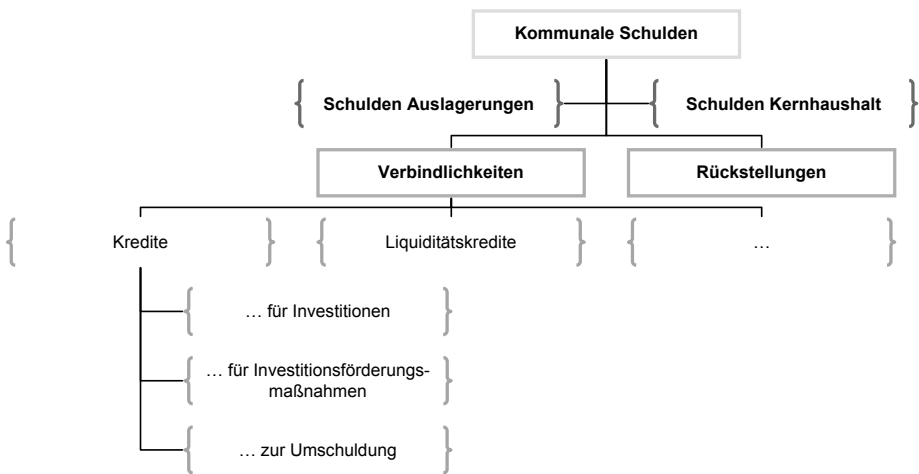 Kommunale Schulden
Schulden Auslagerungen
Schulden Kernhaushalt
Verbindlichkeiten
Rückstellungen
Kredite
Liquiditätskredite
…
… für Investitionen
… für Investitionsförderungs-
maßnahmen
… zur Umschuldung